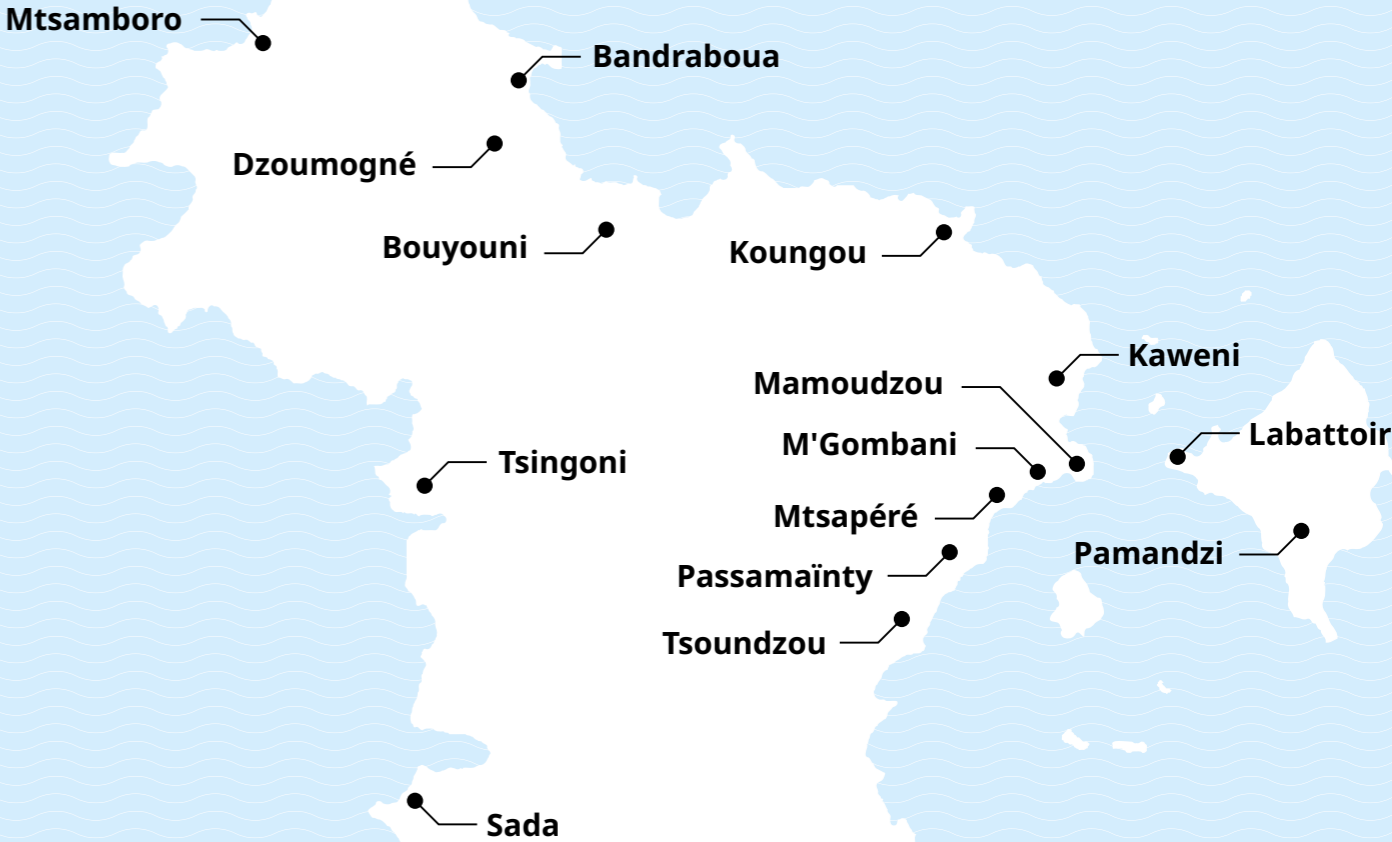 Mtsamboro
Bandraboua
Dzoumogné
Bouyouni
Koungou
Kaweni
Mamoudzou
Labattoir
M'Gombani
Tsingoni
Mtsapéré
Pamandzi
Passamaïnty
Tsoundzou
Sada